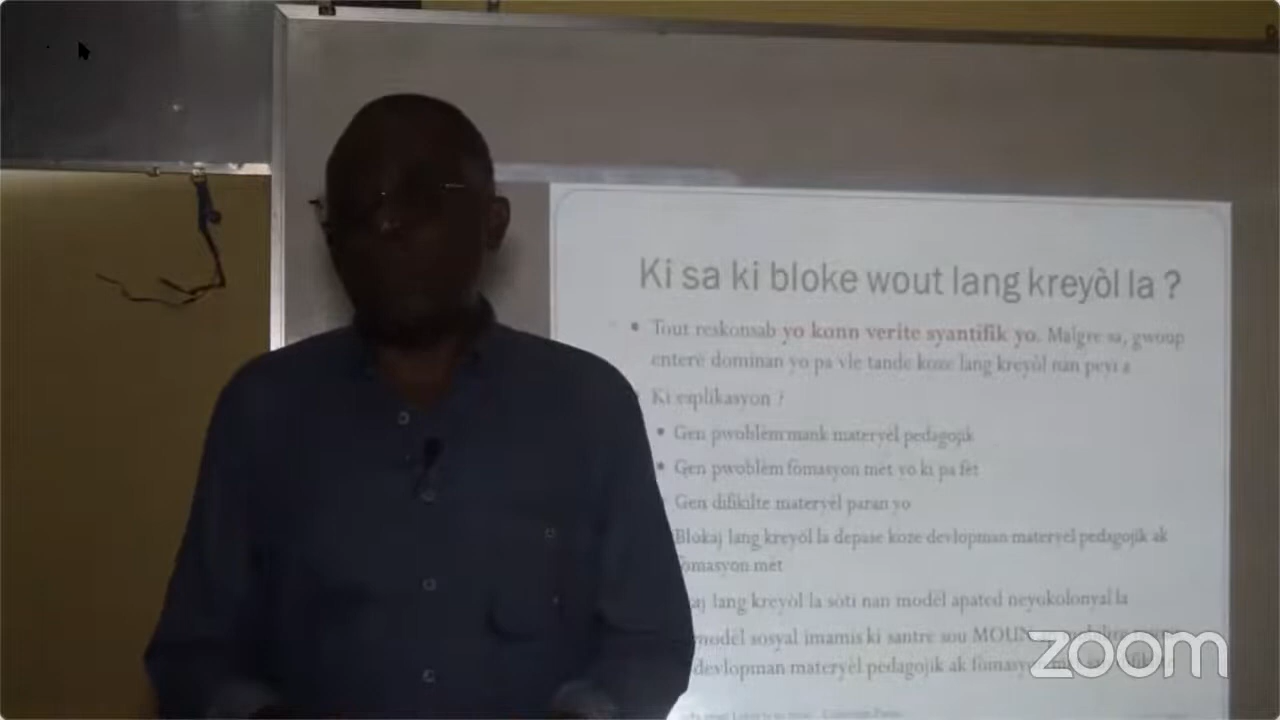 Ki sa ki bloke wout lang kreyòl la ?
Tout reskonsab yo konn verite syantifik yo. Malgre sa, gwoup
enterè dominan yo pa vle tande koze lang kreyòl nan peyi a
Ki esplikasyon ?
Gen pwoblèm mank materyèl pedagojik
Gen pwoblèm fòmasyon mèt yo ki pa fèt
Gen difikilte materyèl paran yo
Blokaj lang kreyòl la depase koze devlopman materyèl pedagojik ak
òmasyon mèt
aj lang kreyòl la soti nan modèl apated neyokolonyal la
modèl sosyal imamis ki santre sou MOUN
devlopman materyèl pedagojik ak
zoom